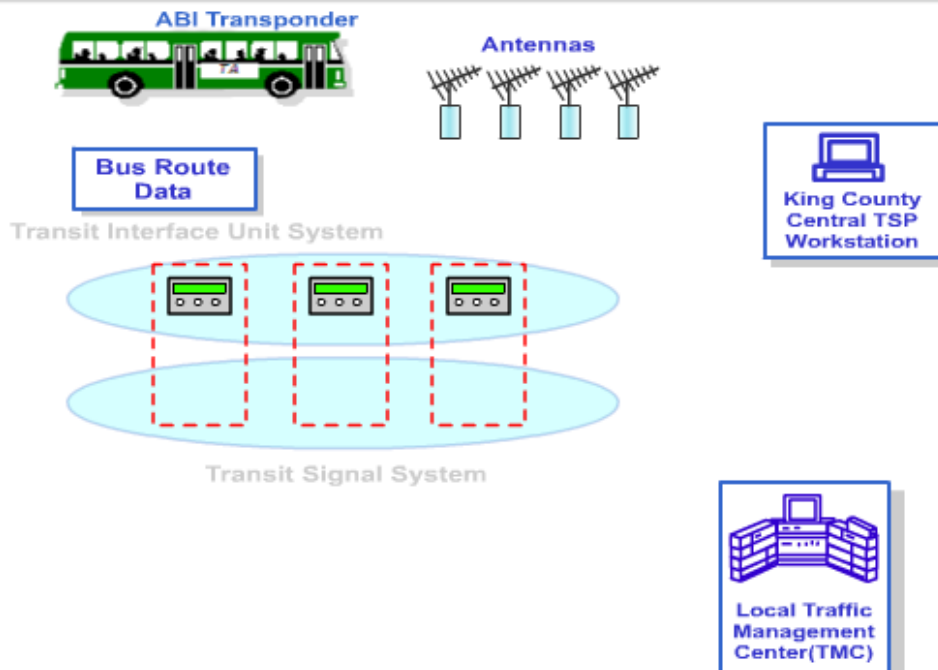 ABI Transponder
TA
Antennas
Bus Route
Data
King County
Central TSP
Workstation
Transit Interface Unit System
Transit Signal System
Local Traffic
Management
Center(TMC)